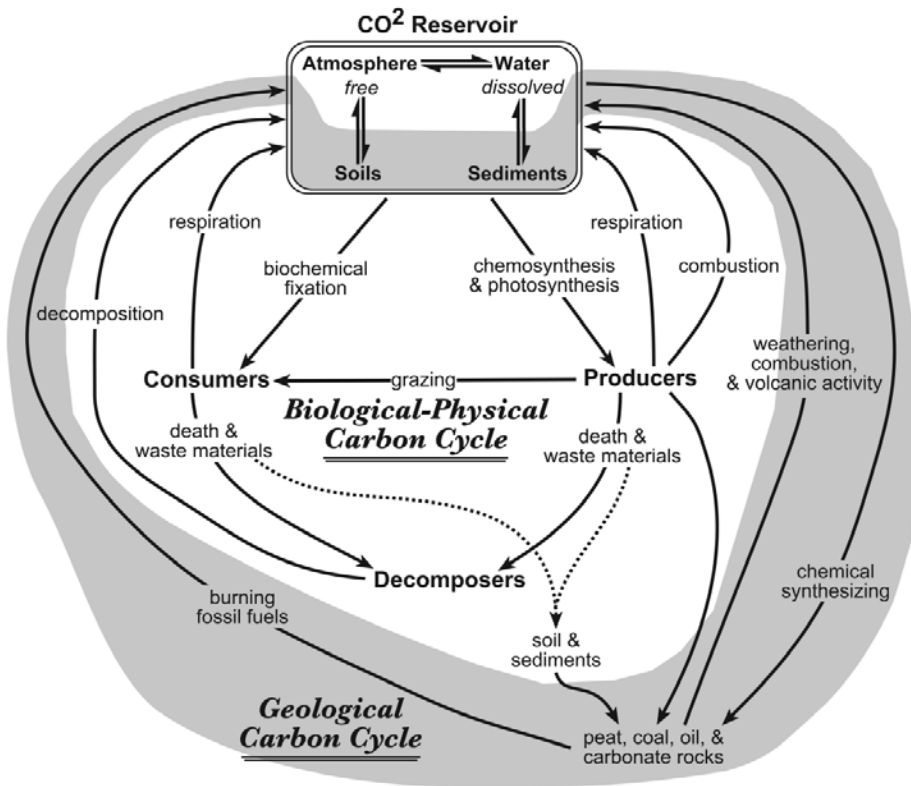 CO² Reservoir
Atmosphere
Water
free
dissolved
Soils
Sediments
respiration
respiration
biochemical
fixation
chemosynthesis
& photosynthesis
combustion
decomposition
weathering,
combustion,
& volcanic activity
Consumers
grazing
Producers
Biological-Physical
Carbon Cycle
death &
waste materials
death &
waste materials
Decomposers
chemical
synthesizing
burning
fossil fuels
soil &
sediments
Geological
Carbon Cycle
peat, coal, oil, &
carbonate rocks